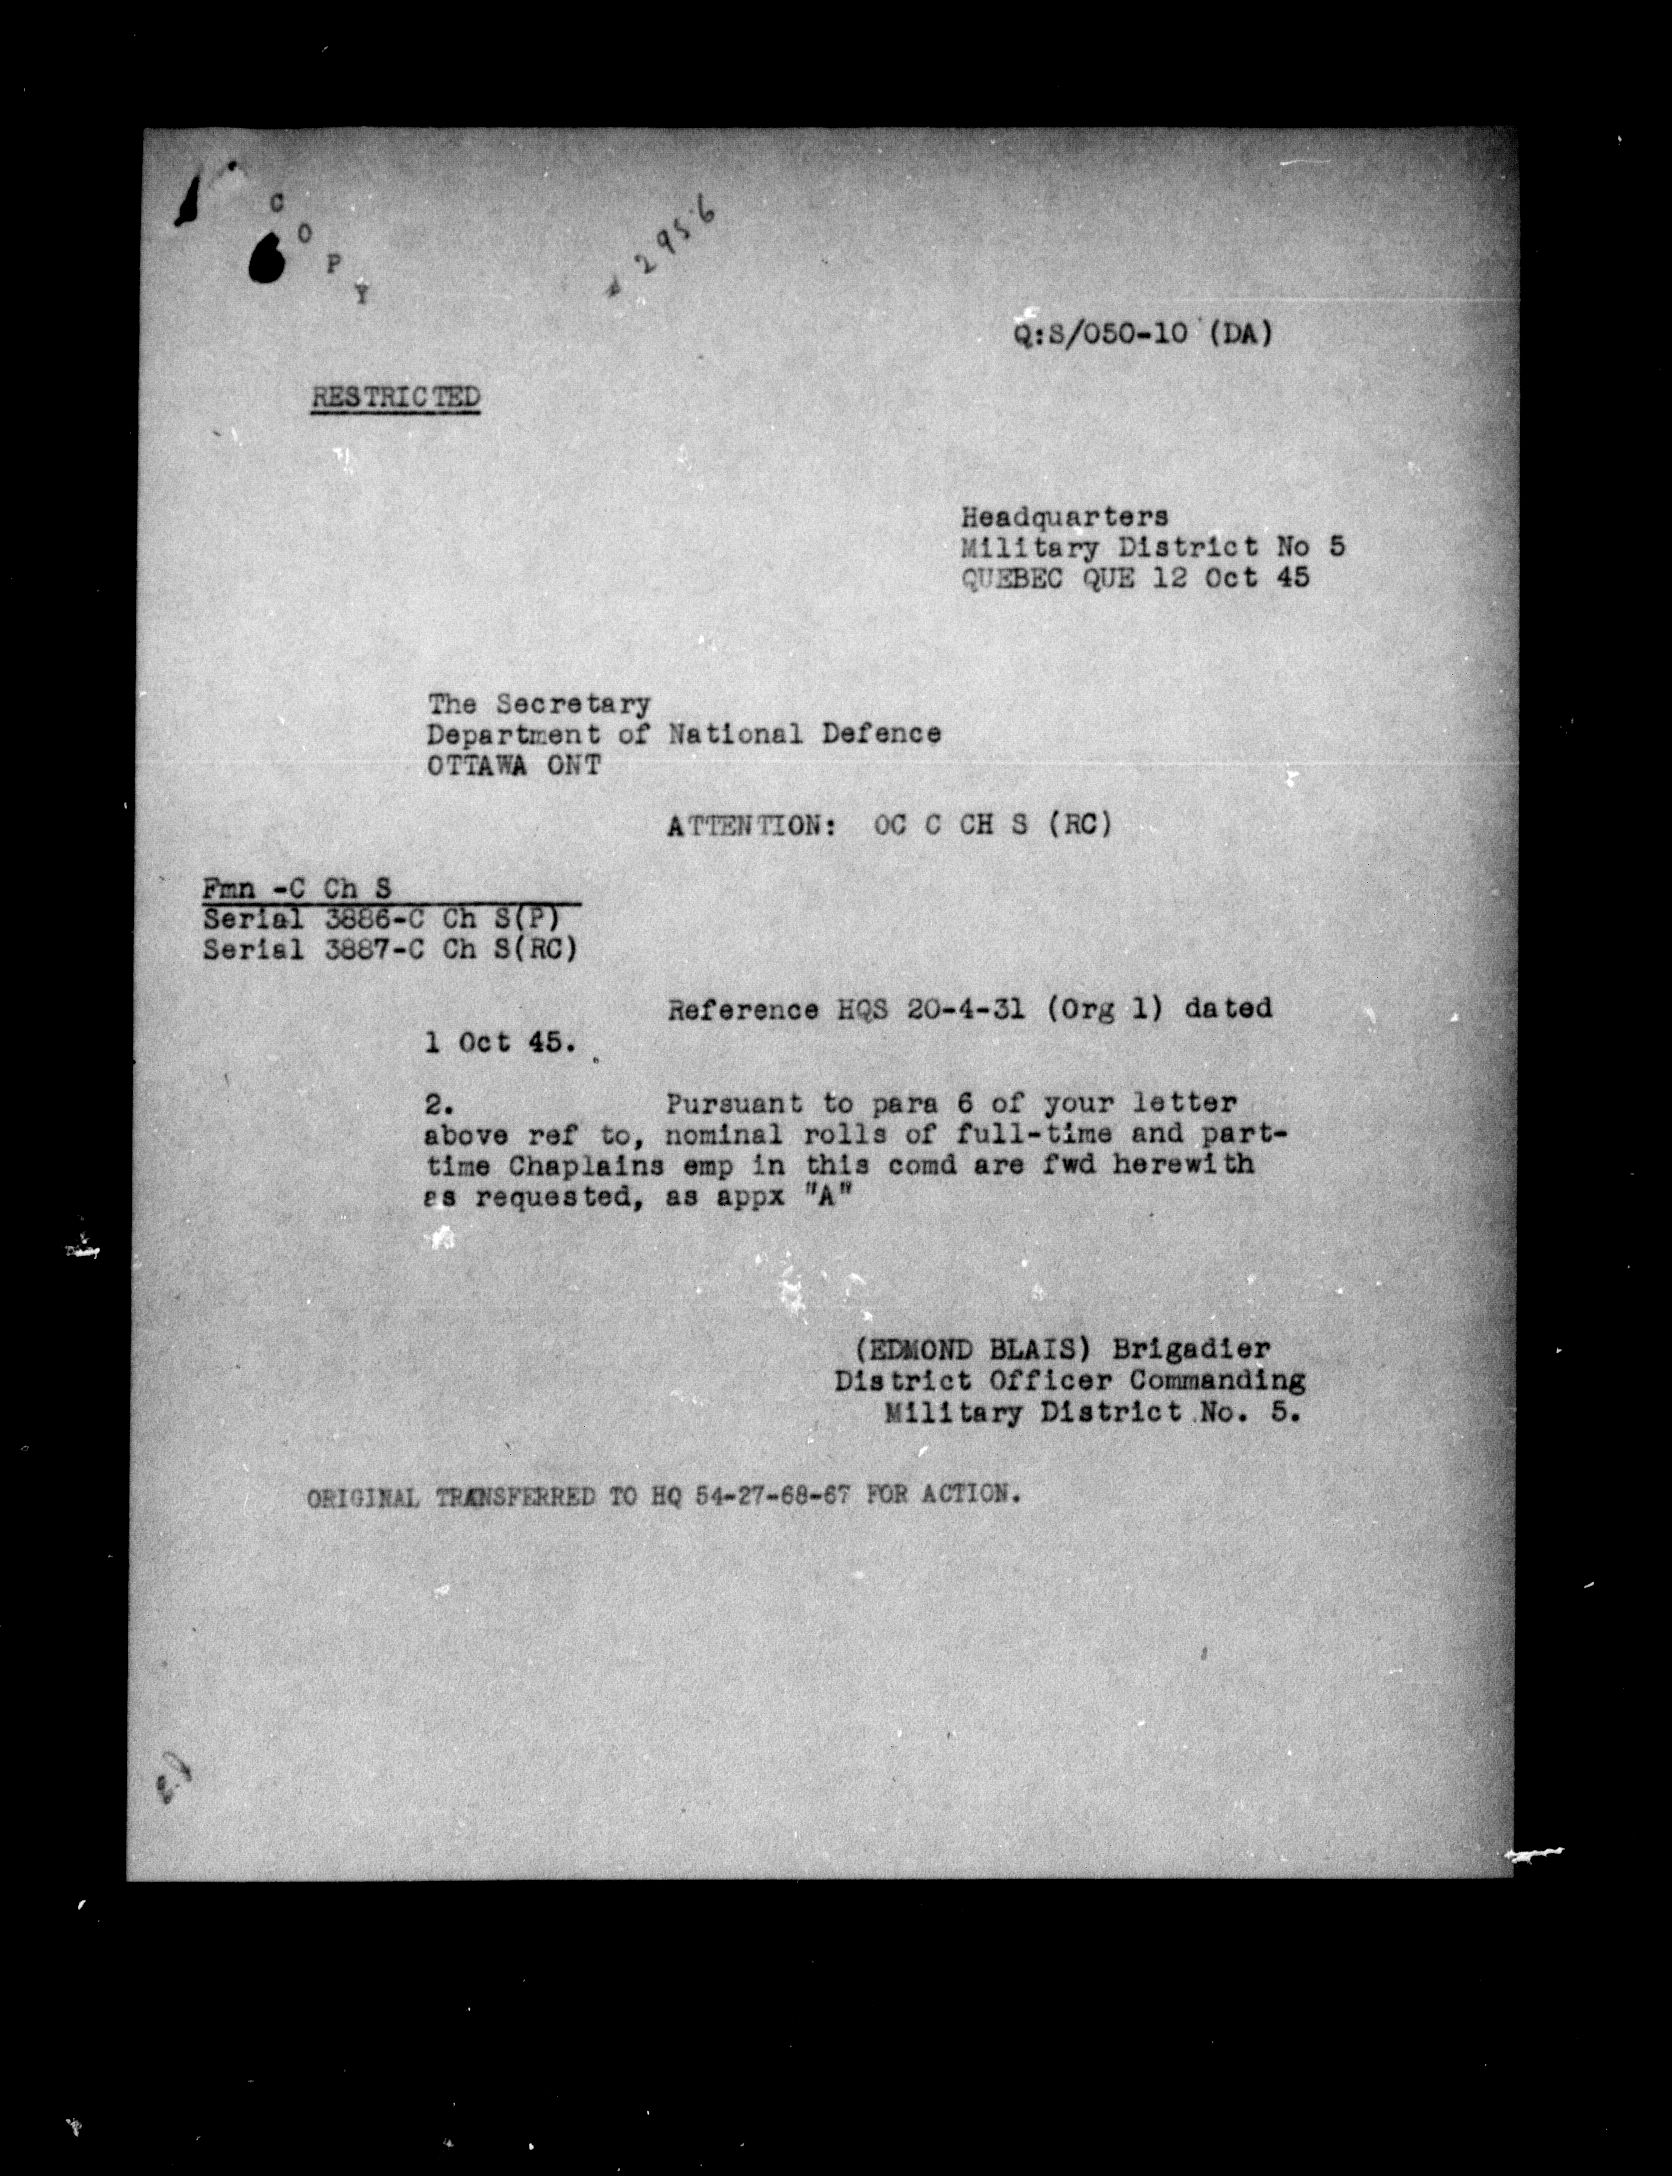 C
O
P
Y
2956
Q:S/050-10 (DA)
RESTRICTED
Headquarters
Military District No 5
QUEBEC QUE 12 Oct 45
The Secretary
Department of National Defence
OTTAWA ONT
ATTENTION: OC C CH S (RC)
Fmn -C Ch S
Serial 3886-C Ch S(P)
Serial 3887-C Ch S(RC)
Reference HQS 20-4-31 (Org 1) dated
1 Oct 45.
2. Pursuant to para 6 of your letter
above ref to, nominal rolls of full-time and part-
time Chaplains emp in this comd are fwd herewith
as requested, as appx "A"
(EDMOND BLAIS) Brigadier
District Officer Commanding
Military District No. 5.
ORIGINAL TRANSFERRED TO HQ 54-27-68-67 FOR ACTION.